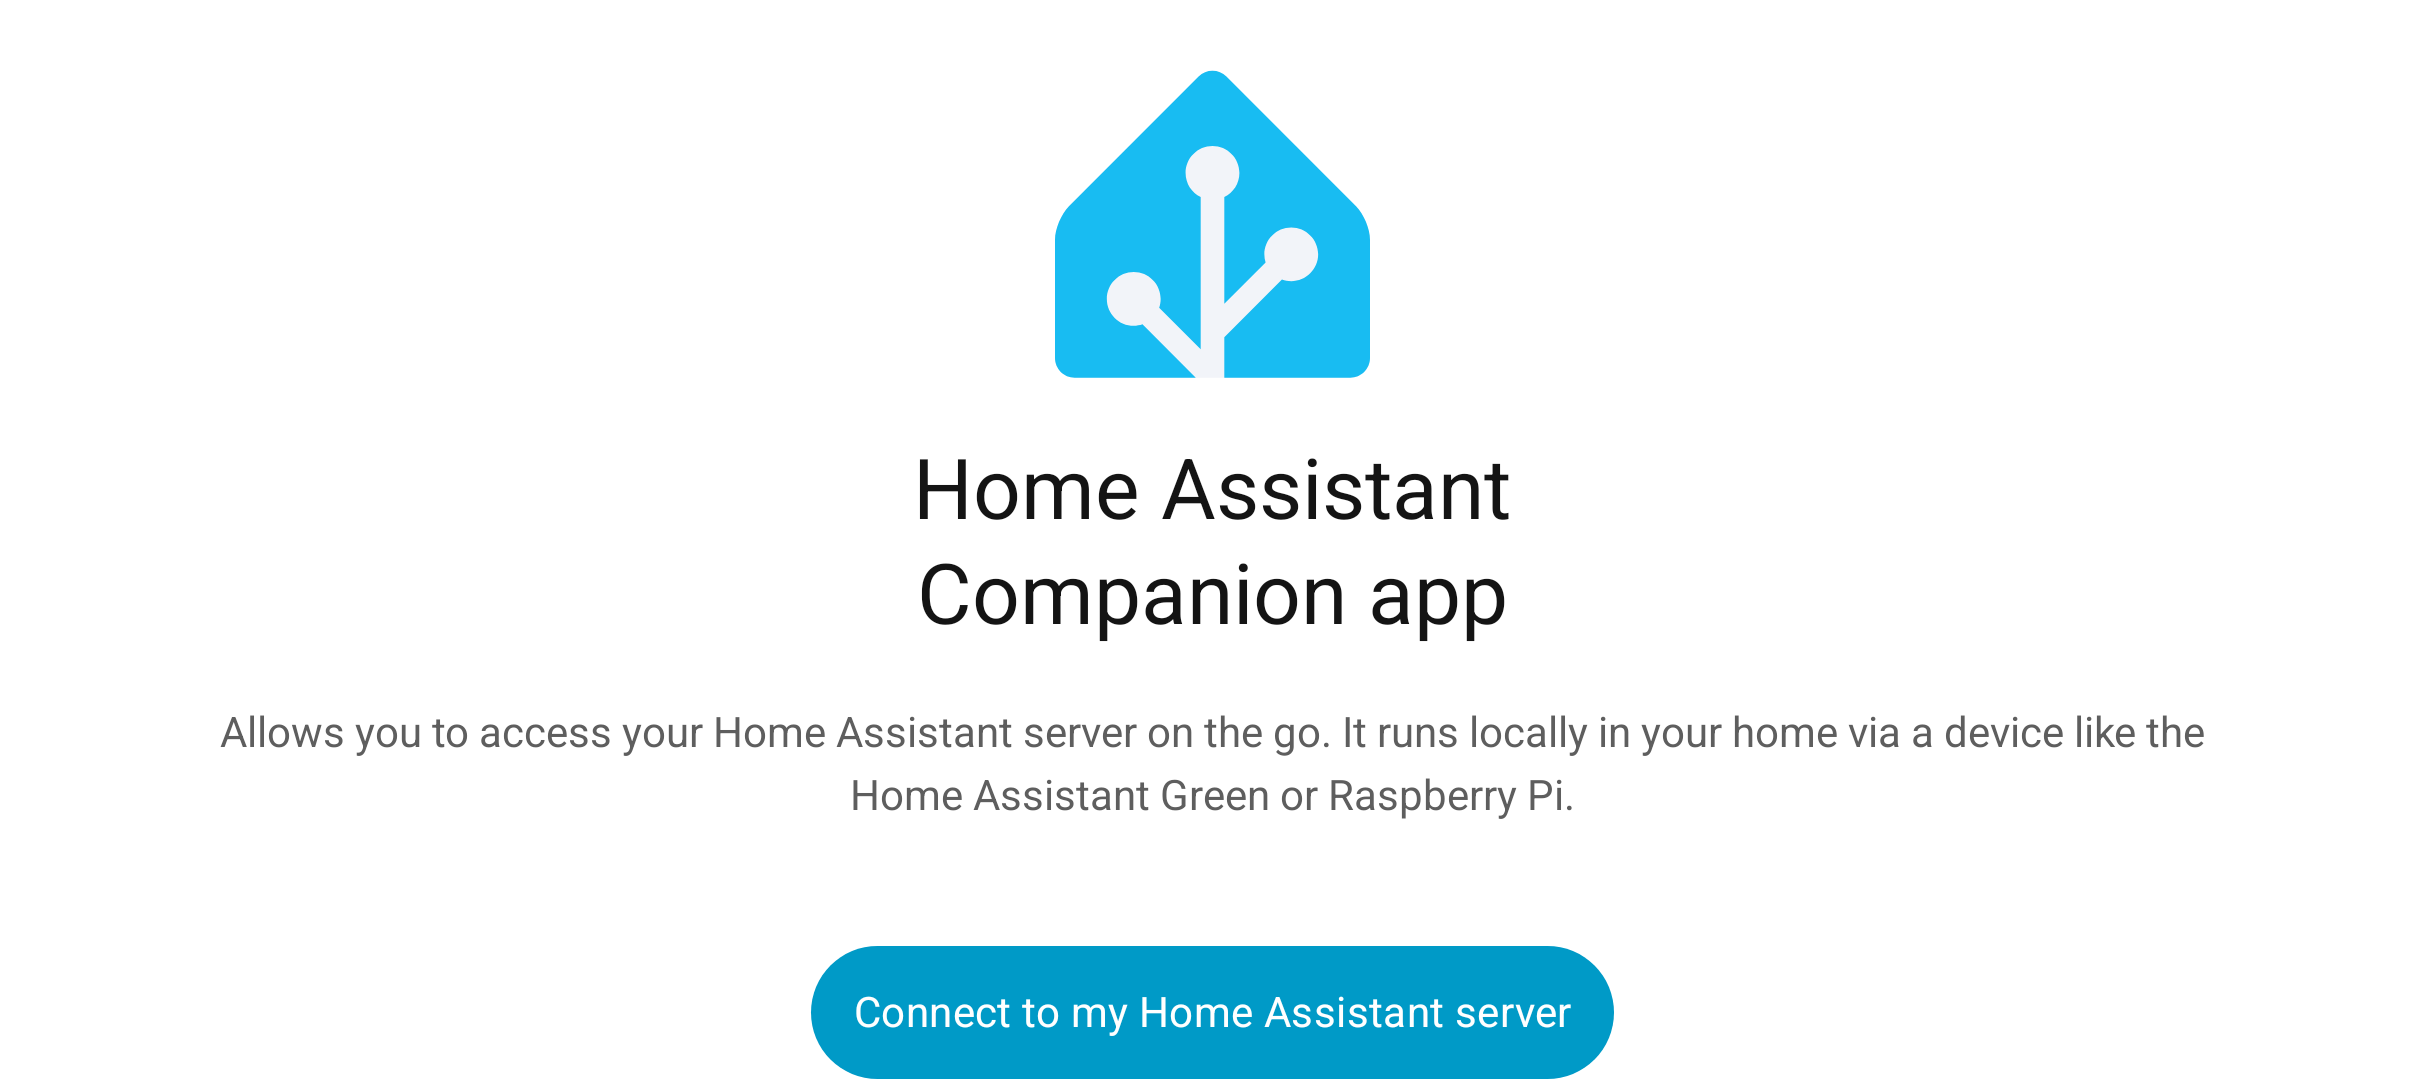 Home Assistant
Companion app
Allows you to access your Home Assistant server on the go. It runs locally in your home via a device like the
Home Assistant Green or Raspberry Pi.
Connect to my Home Assistant server